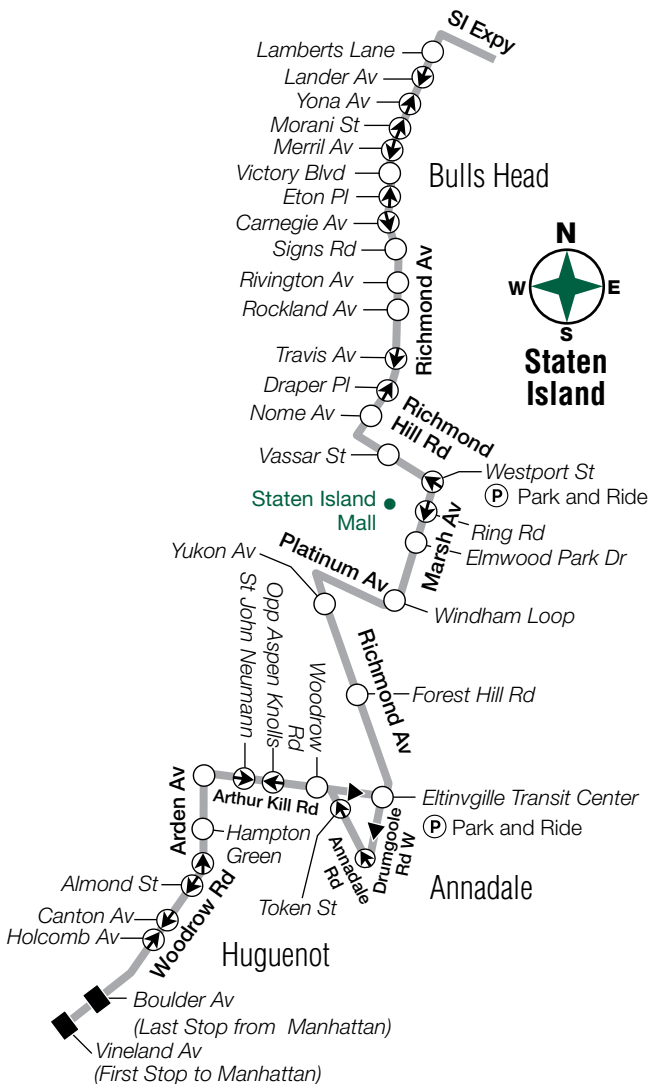 SI Expy
Lamberts Lane
Lander Av
Yona Av
Morani St
Merril Av
Victory Blvd
Bulls Head
Eton Pl
Carnegie Av
Signs Rd
Richmond Av
Rivington Av
Rockland Av
N
W
E
S
Staten
Island
Travis Av
Draper Pl
Nome Av
Richmond
Hill Rd
Vassar St
Westport St
P Park and Ride
Staten Island
Mall
Marsh Av
Ring Rd
Elmwood Park Dr
Yukon Av
Platinum Av
Windham Loop
St John Neumann
Opp Aspen Knolls
Woodrow
Rd
Richmond Av
Forest Hill Rd
Arden Av
Arthur Kill Rd
Eltinvgille Transit Center
P Park and Ride
Hampton
Green
Drumgoole
Rd W
Annadale
Rd
Token St
Annadale
Almond St
Canton Av
Holcomb Av
Woodrow Rd
Huguenot
Boulder Av
(Last Stop from Manhattan)
Vineland Av
(First Stop to Manhattan)